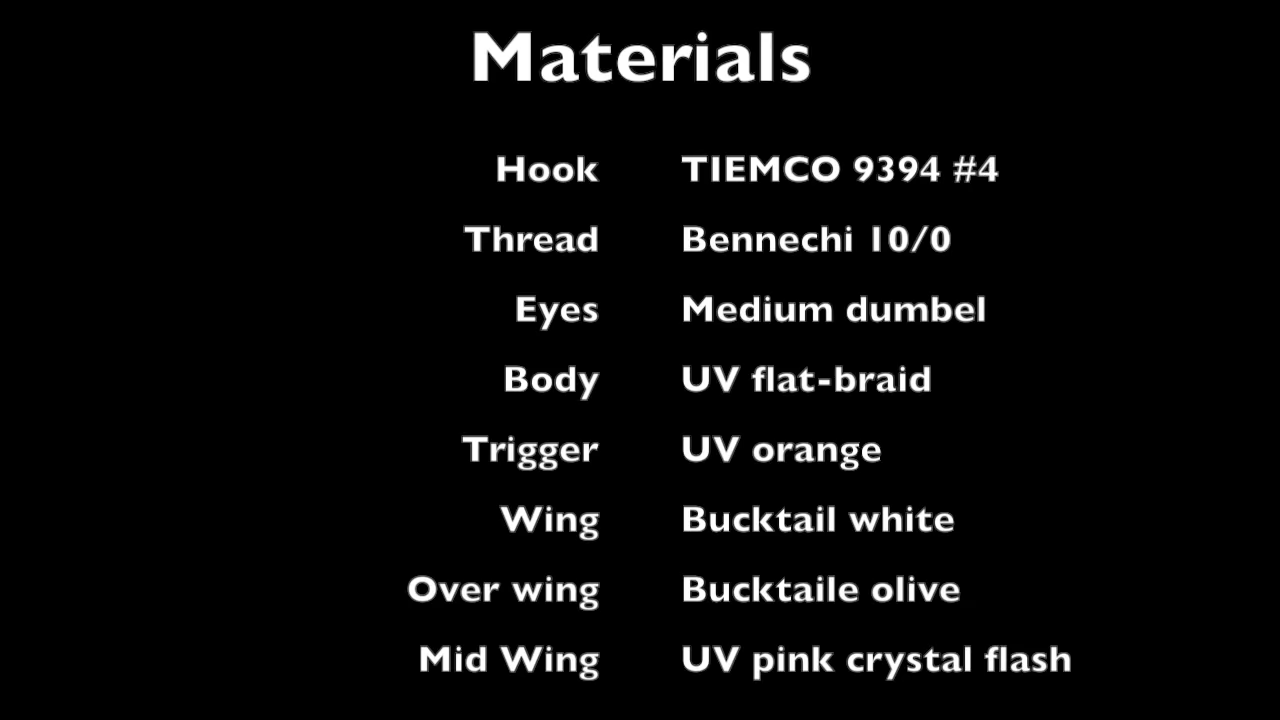 Materials
Hook TIEMCO 9394 #4
Thread Bennechi 10/0
Eyes Medium dumbel
Body UV flat-braid
Trigger UV orange
Wing Bucktail white
Over wing Bucktaile olive
Mid Wing UV pink crystal flash